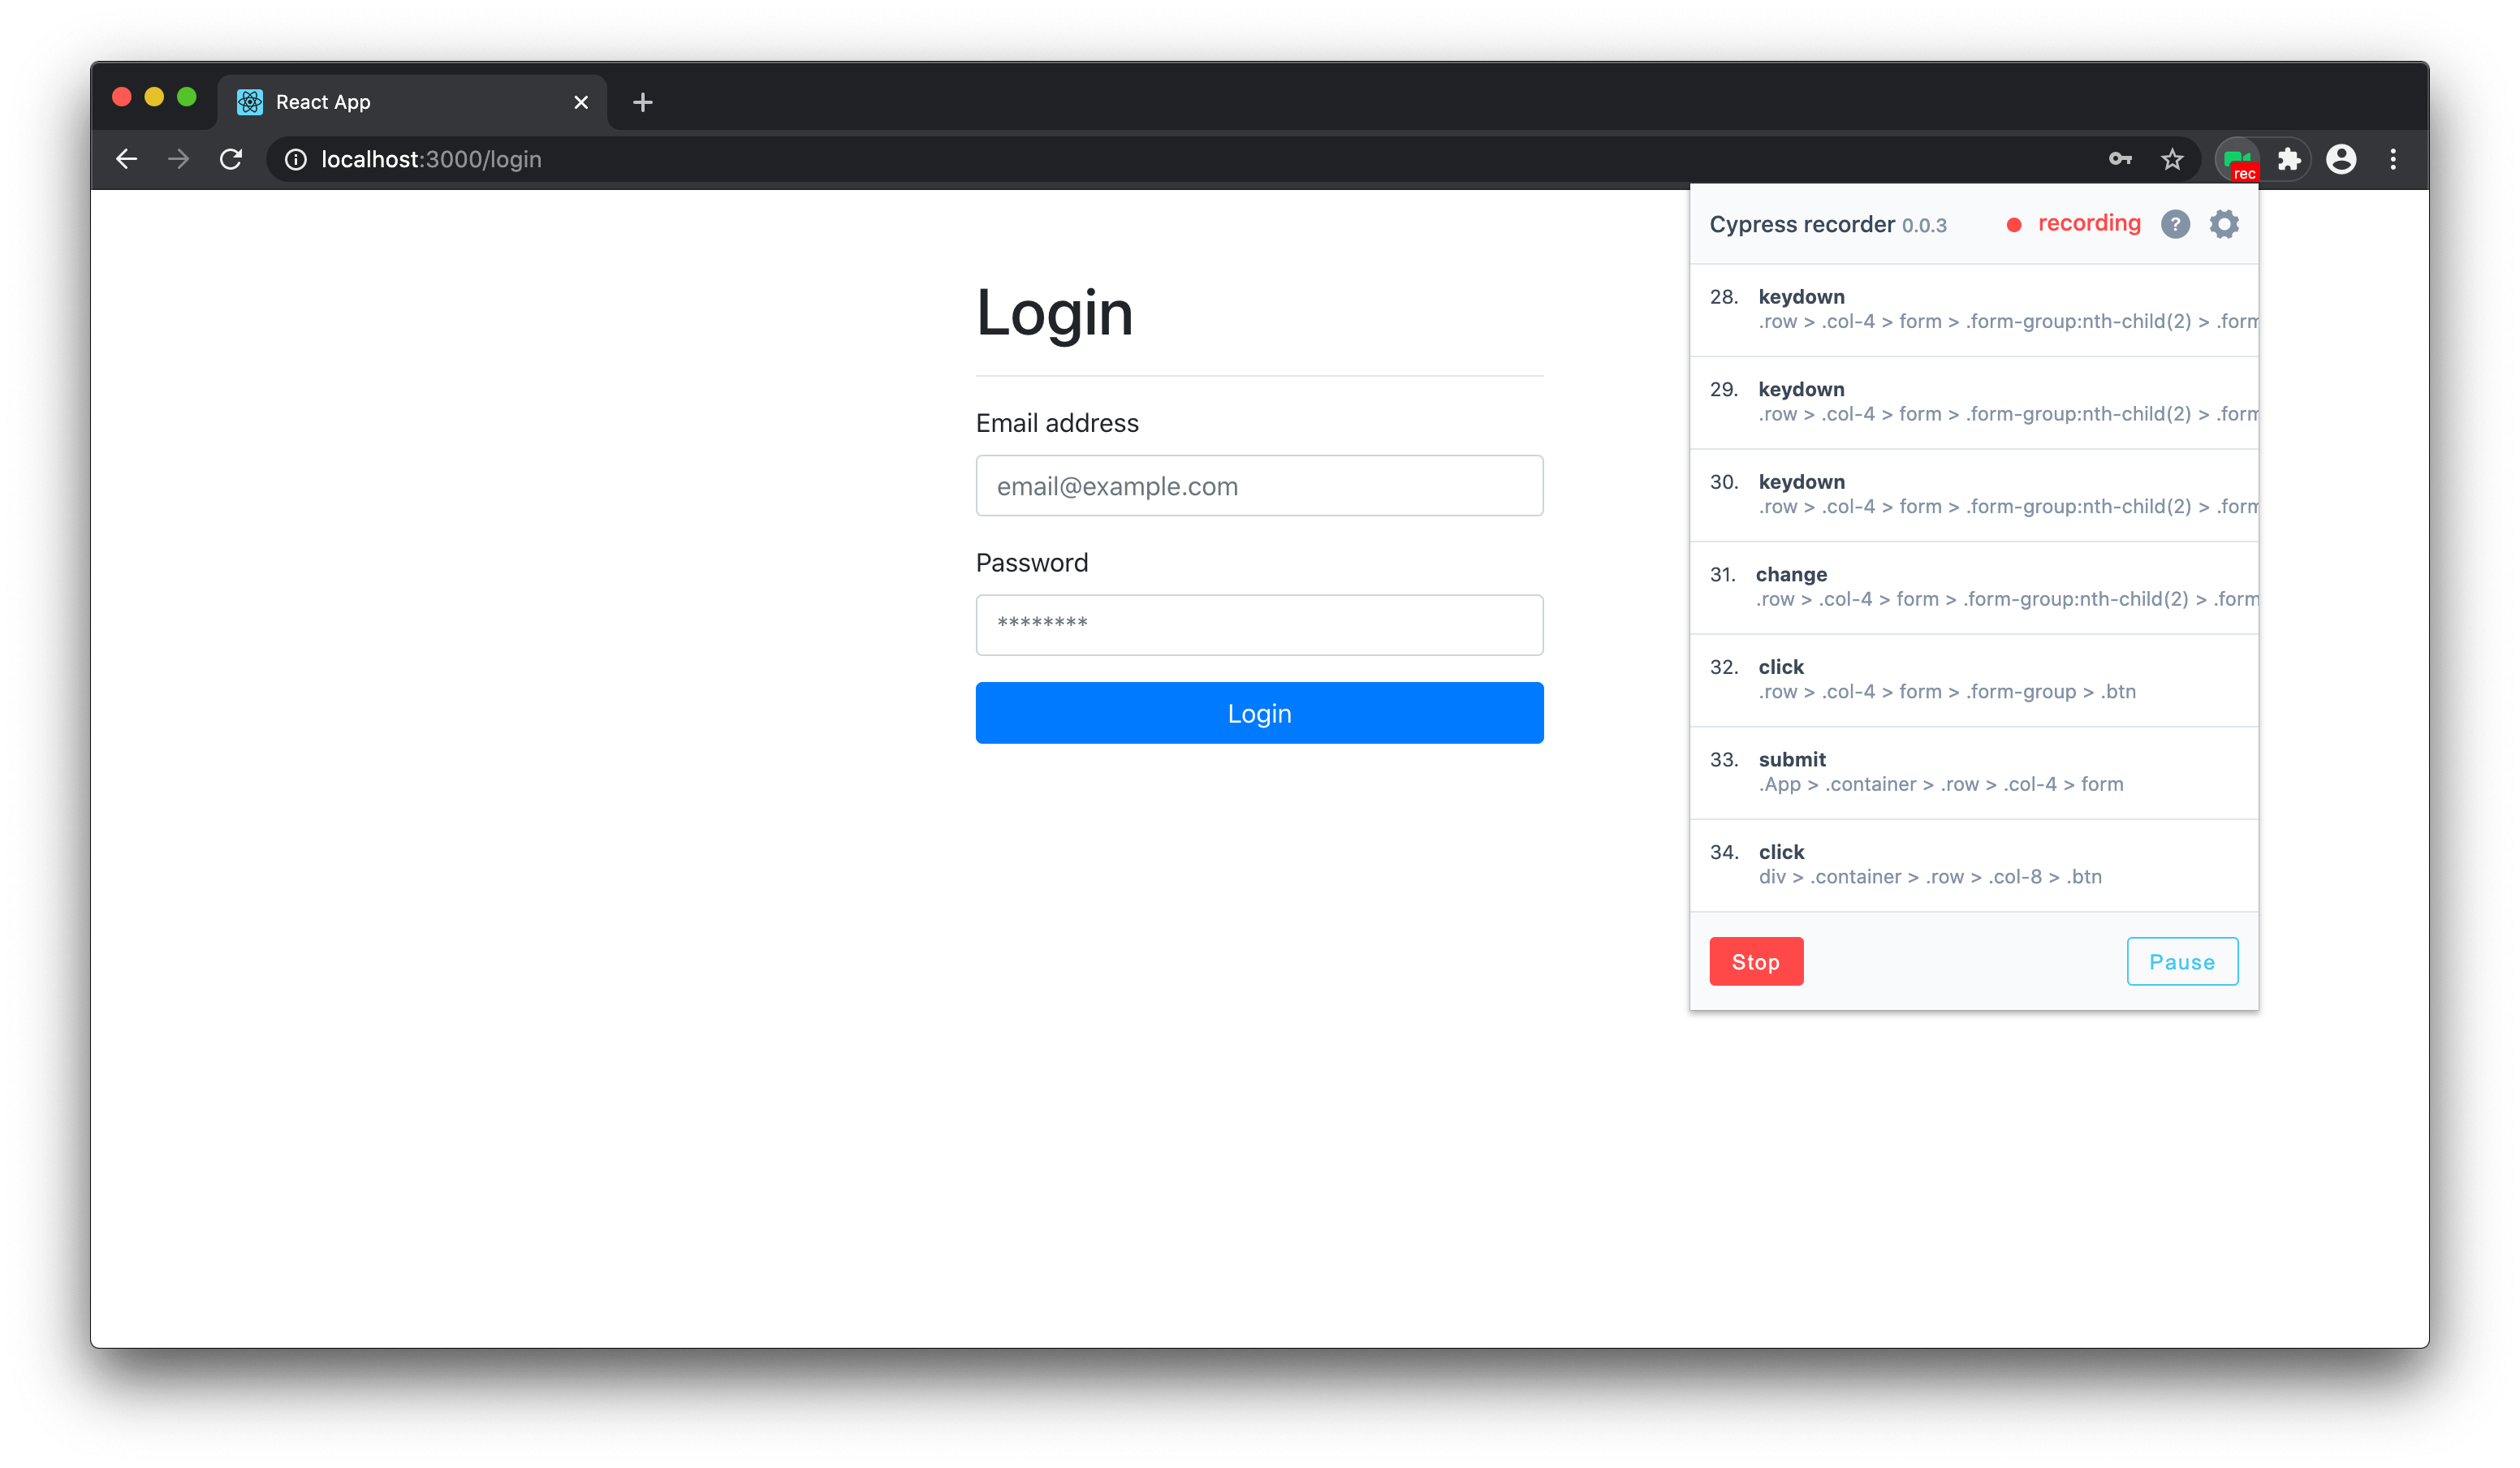 React App
localhost:3000/login
rec
Cypress recorder 0.0.3
recording
?
Login
Email address
email@example.com
Password
********
Login
28. keydown
.row > .col-4 > form > .form-group:nth-child(2) > .form
29. keydown
.row > .col-4 > form > .form-group:nth-child(2) > .form
30. keydown
.row > .col-4 > form > .form-group:nth-child(2) > .form
31. change
.row > .col-4 > form > .form-group:nth-child(2) > .form
32. click
.row > .col-4 > form > .form-group > .btn
33. submit
.App > .container > .row > .col-4 > form
34. click
div > .container > .row > .col-8 > .btn
Stop
Pause